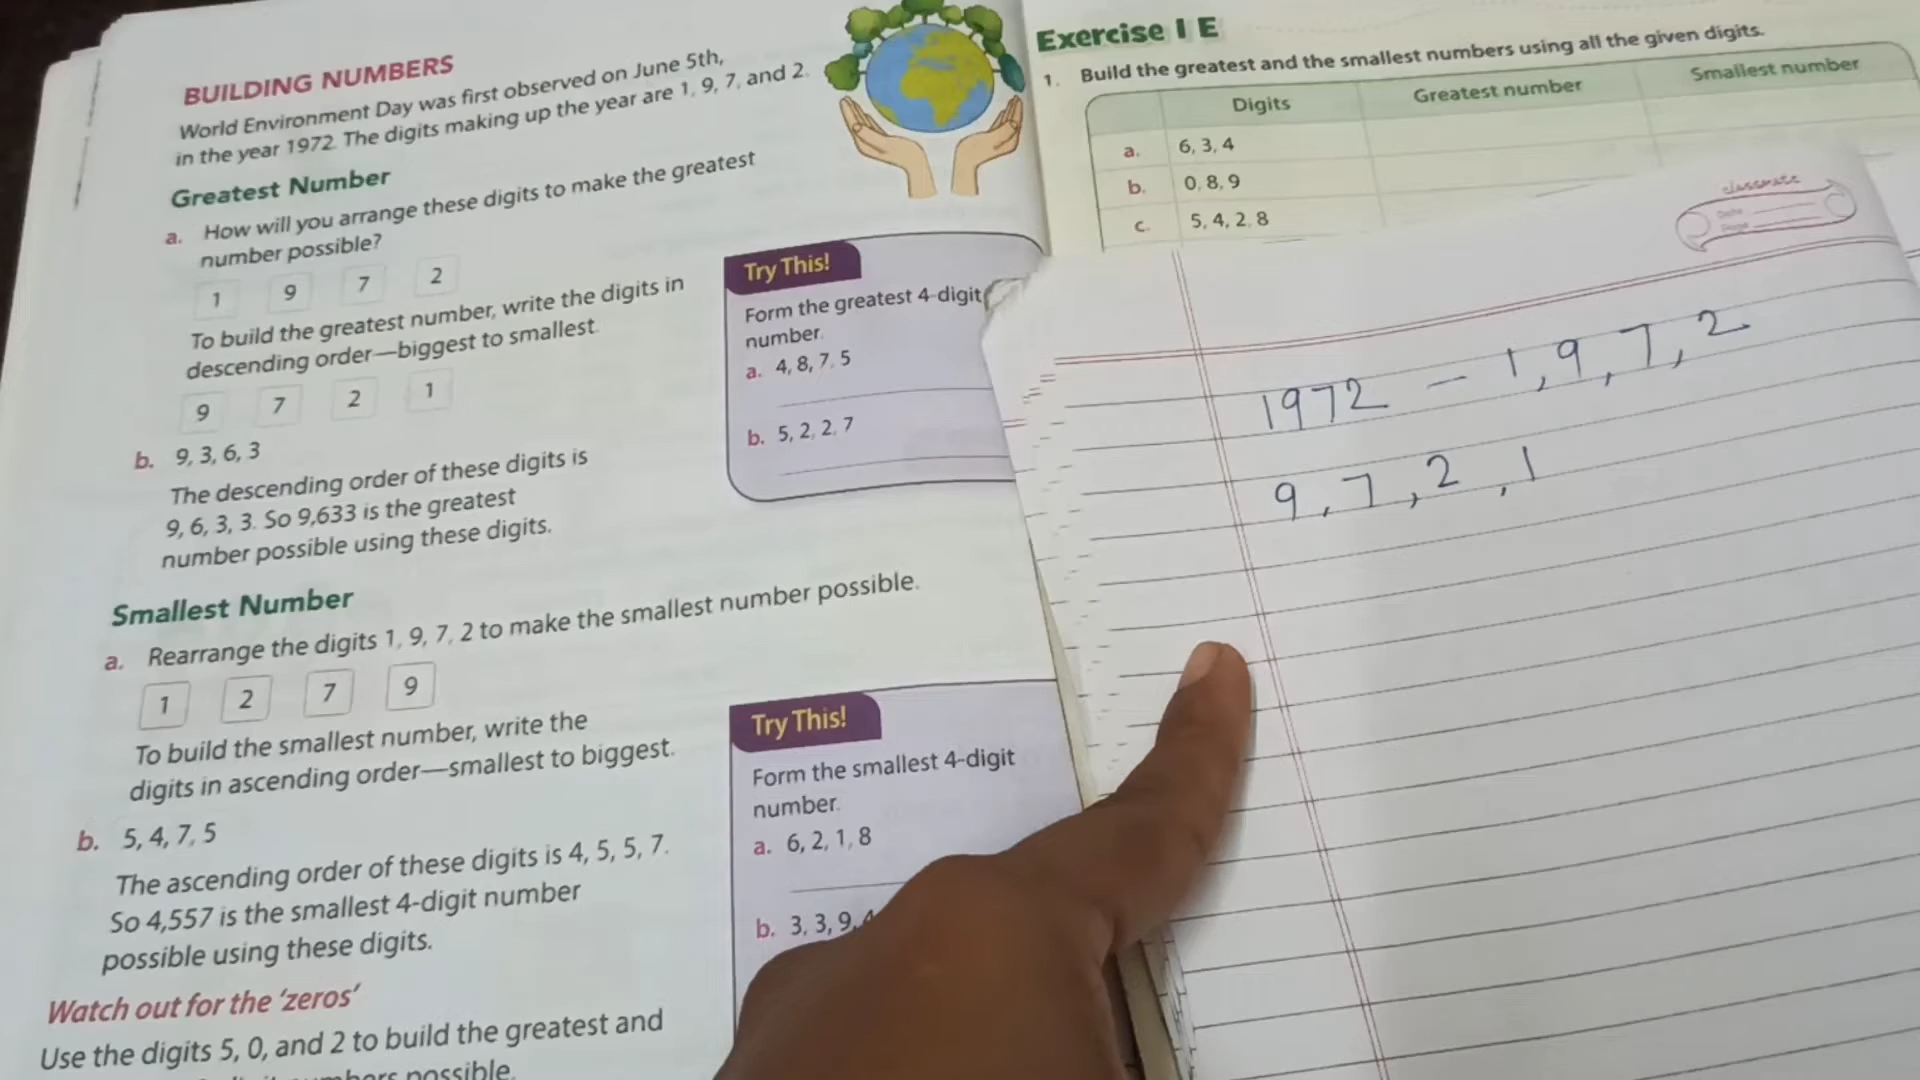 BUILDING NUMBERS
World Environment Day was first observed on June 5th,
in the year 1972. The digits making up the year are 1, 9, 7, and 2.
Greatest Number
a. How will you arrange these digits to make the greatest
number possible?
1 9 7 2
To build the greatest number, write the digits in
descending order—biggest to smallest.
9 7 2 1
b. 9, 3, 6, 3
The descending order of these digits is
9, 6, 3, 3. So 9,633 is the greatest
number possible using these digits.
Try This!
Form the greatest 4-digit
number.
a. 4, 8, 7, 5
b. 5, 2, 2, 7
Smallest Number
a. Rearrange the digits 1, 9, 7, 2 to make the smallest number possible.
1 2 7 9
To build the smallest number, write the
digits in ascending order—smallest to biggest.
b. 5, 4, 7, 5
The ascending order of these digits is 4, 5, 5, 7.
So 4,557 is the smallest 4-digit number
possible using these digits.
Try This!
Form the smallest 4-digit
number.
a. 6, 2, 1, 8
b. 3, 3, 9,
Watch out for the 'zeros'
Use the digits 5, 0, and 2 to build the greatest and
possible.
Exercise 1 E
1. Build the greatest and the smallest numbers using all the given digits.
Digits Greatest number Smallest number
a. 6, 3, 4
b. 0, 8, 9
c. 5, 4, 2, 8
classmate
Date
Page
1972 — 1, 9, 7, 2
9, 7, 2, 1